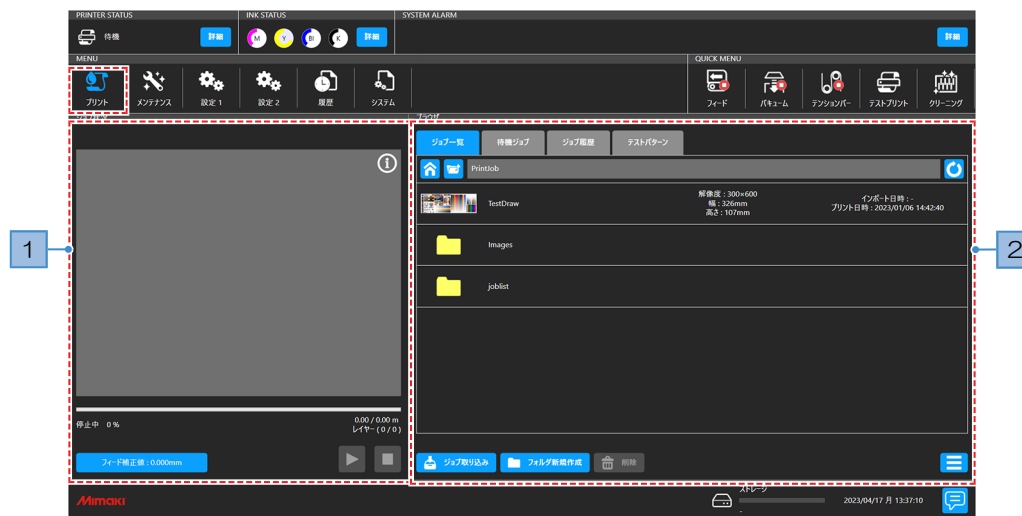 PRINTER STATUS
INK STATUS
SYSTEM ALARM
待機
詳細
M
Y
Bl
K
詳細
詳細
MENU
QUICK MENU
プリント
メンテナンス
設定 1
設定 2
履歴
システム
フィード
バキューム
テンションバー
テストプリント
クリーニング
ブラウザ
ジョブ一覧
待機ジョブ
ジョブ履歴
テストパターン
PrintJob
TestDraw
解像度 : 300×600
幅 : 326mm
高さ : 107mm
インポート日時 : -
プリント日時 : 2023/01/06 14:42:40
1
2
Images
joblist
停止中 0 %
0.00 / 0.00 m
レイヤー ( 0 / 0 )
フィード補正値 : 0.000mm
ジョブ取り込み
フォルダ新規作成
削除
Mimaki
ストレージ
-
2023/04/17 月 13:37:10